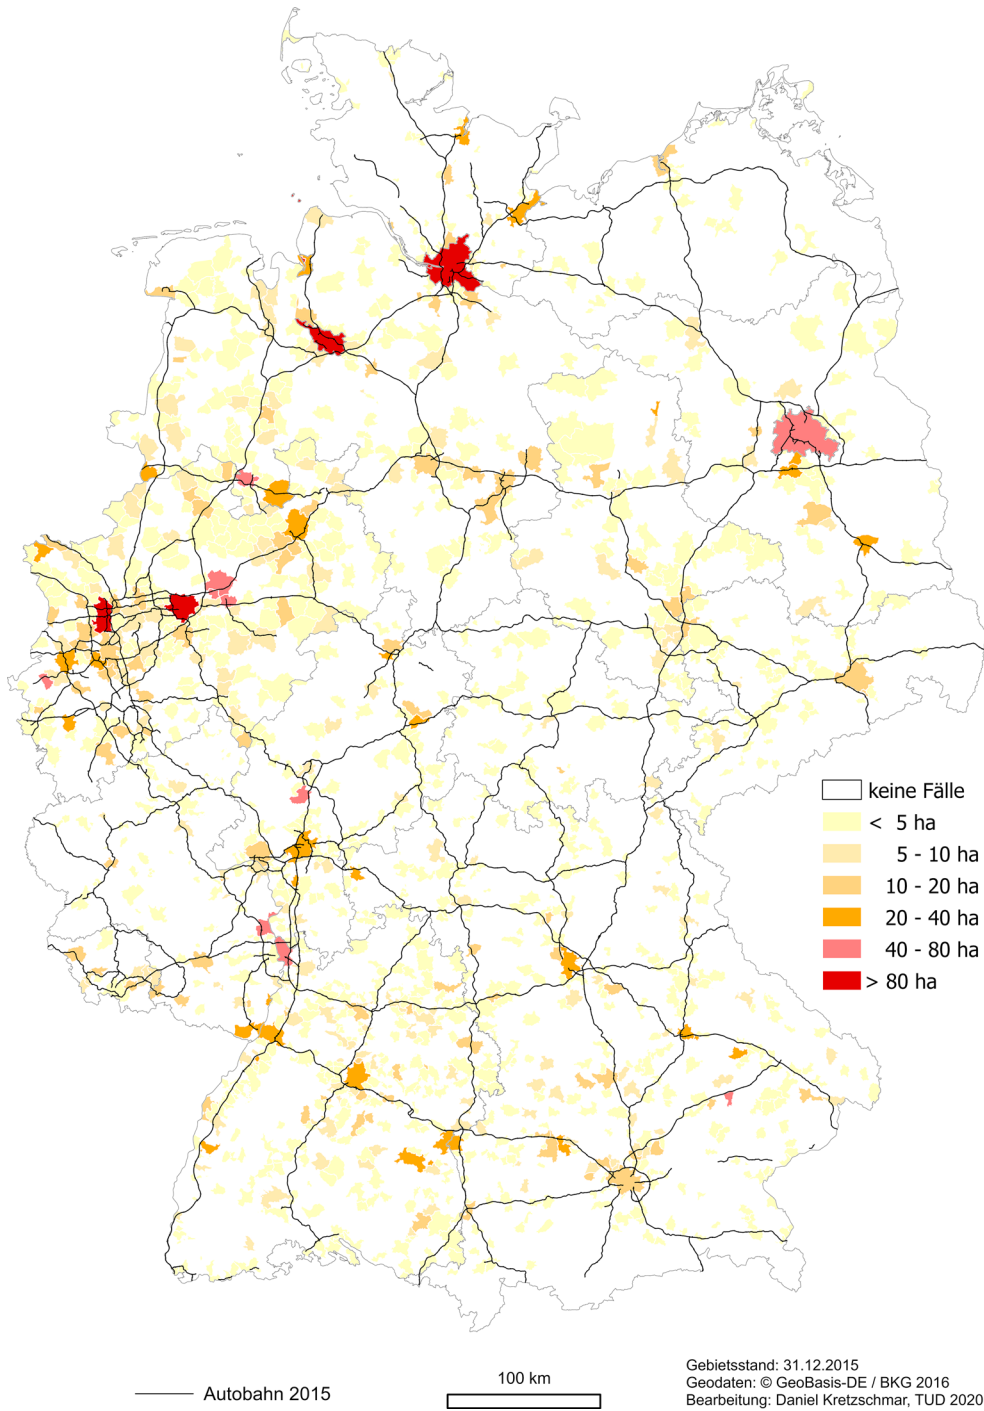 keine Fälle
< 5 ha
5 - 10 ha
10 - 20 ha
20 - 40 ha
40 - 80 ha
> 80 ha
Autobahn 2015
100 km
Gebietsstand: 31.12.2015
Geodaten: © GeoBasis-DE / BKG 2016
Bearbeitung: Daniel Kretzschmar, TUD 2020